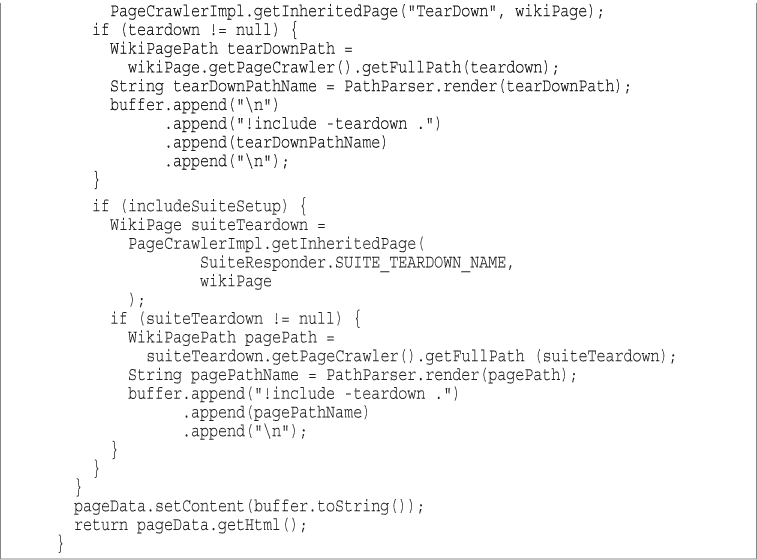 PageCrawlerImpl.getInheritedPage("TearDown", wikiPage);
if (teardown != null) {
WikiPagePath tearDownPath =
wikiPage.getPageCrawler().getFullPath(teardown);
String tearDownPathName = PathParser.render(tearDownPath);
buffer.append("\n")
.append("!include -teardown .")
.append(tearDownPathName)
.append("\n");
}
if (includeSuiteSetup) {
WikiPage suiteTeardown =
PageCrawlerImpl.getInheritedPage(
SuiteResponder.SUITE_TEARDOWN_NAME,
wikiPage
);
if (suiteTeardown != null) {
WikiPagePath pagePath =
suiteTeardown.getPageCrawler().getFullPath (suiteTeardown);
String pagePathName = PathParser.render(pagePath);
buffer.append("!include -teardown .")
.append(pagePathName)
.append("\n");
}
}
}
pageData.setContent(buffer.toString());
return pageData.getHtml();
}